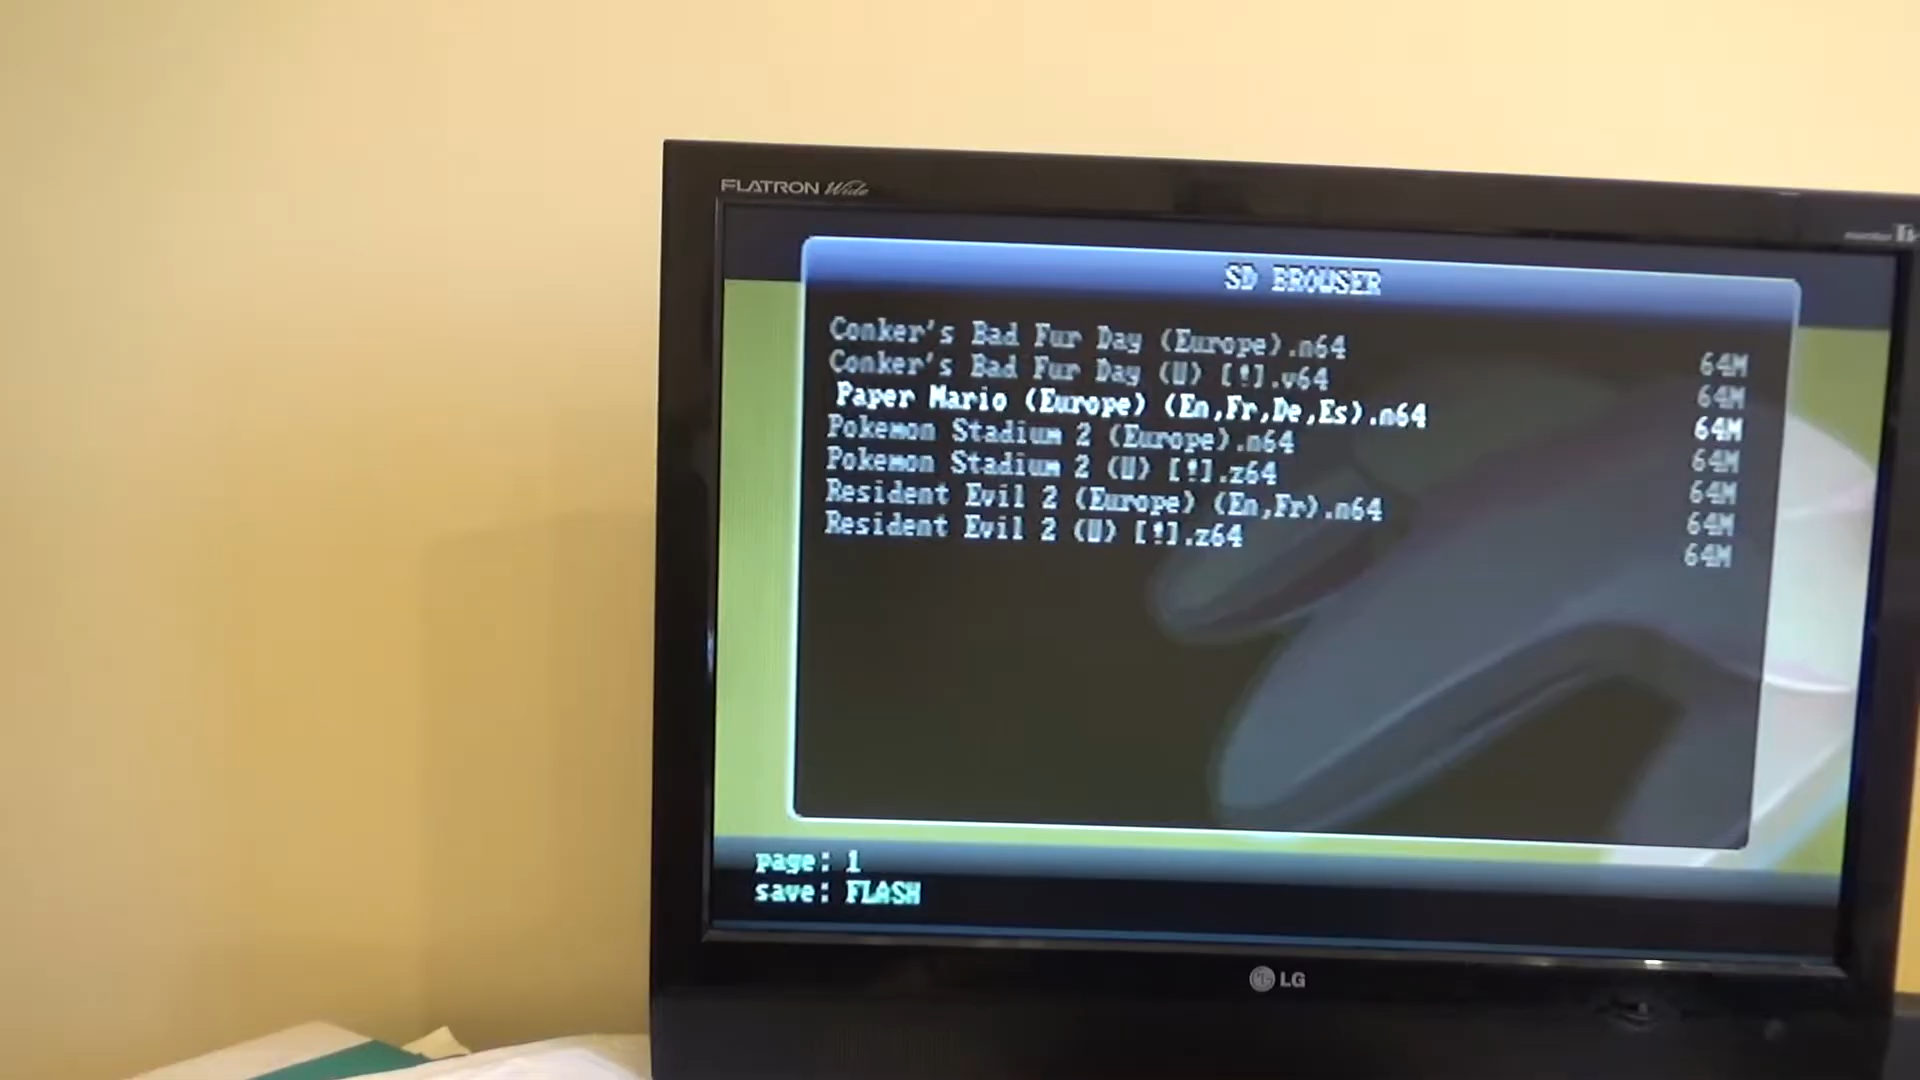 FLATRON Wide
SD BROWSER
Conker's Bad Fur Day (Europe).n64 64M
Conker's Bad Fur Day (U) [!].v64 64M
Paper Mario (Europe) (En,Fr,De,Es).n64 64M
Pokemon Stadium 2 (Europe).n64 64M
Pokemon Stadium 2 (U) [!].z64 64M
Resident Evil 2 (Europe) (En,Fr).n64 64M
Resident Evil 2 (U) [!].z64 64M
page: 1
save: FLASH
LG